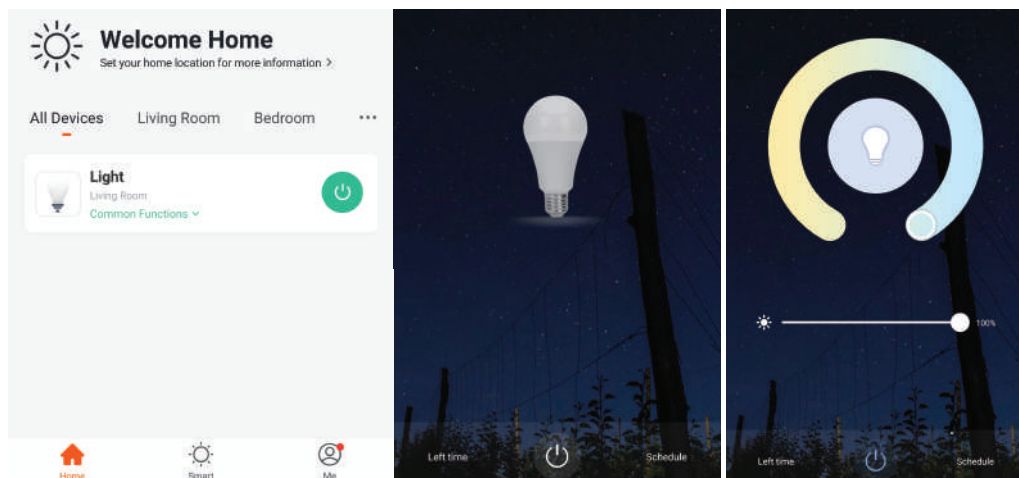 Welcome Home
Set your home location for more information >
All Devices Living Room Bedroom ...
Light
Living Room
Common Functions
Home Smart Me
Left time Schedule
100%
Left time Schedule